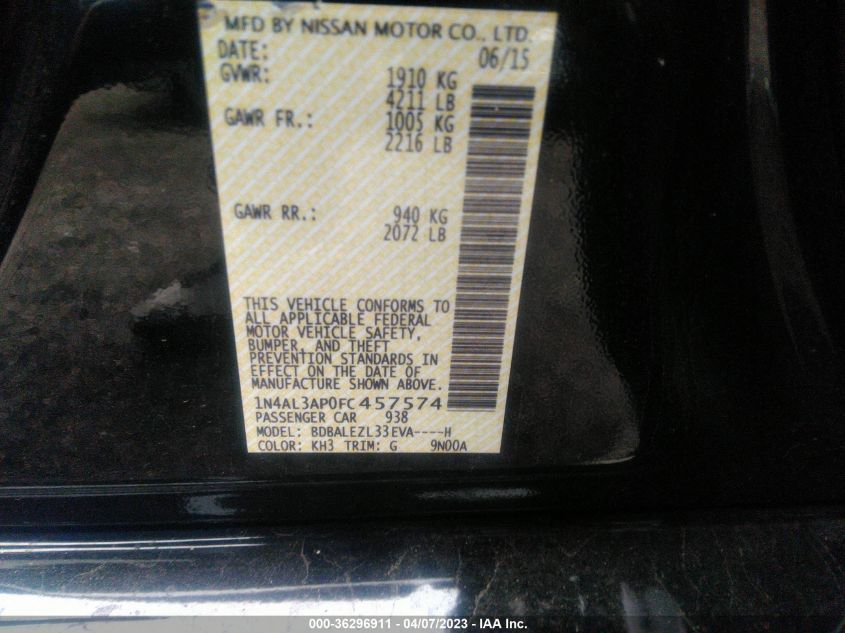 MFD BY NISSAN MOTOR CO., LTD.
DATE: 06/15
GVWR: 1910 KG
4211 LB
GAWR FR.: 1005 KG
2216 LB
GAWR RR.: 940 KG
2072 LB
THIS VEHICLE CONFORMS TO
ALL APPLICABLE FEDERAL
MOTOR VEHICLE SAFETY,
BUMPER, AND THEFT
PREVENTION STANDARDS IN
EFFECT ON THE DATE OF
MANUFACTURE SHOWN ABOVE.
1N4AL3AP0FC457574
PASSENGER CAR 938
MODEL: BDBALEZL33EVA----H
COLOR: KH3 TRIM: G 9N00A
000-36296911 - 04/07/2023 - IAA Inc.